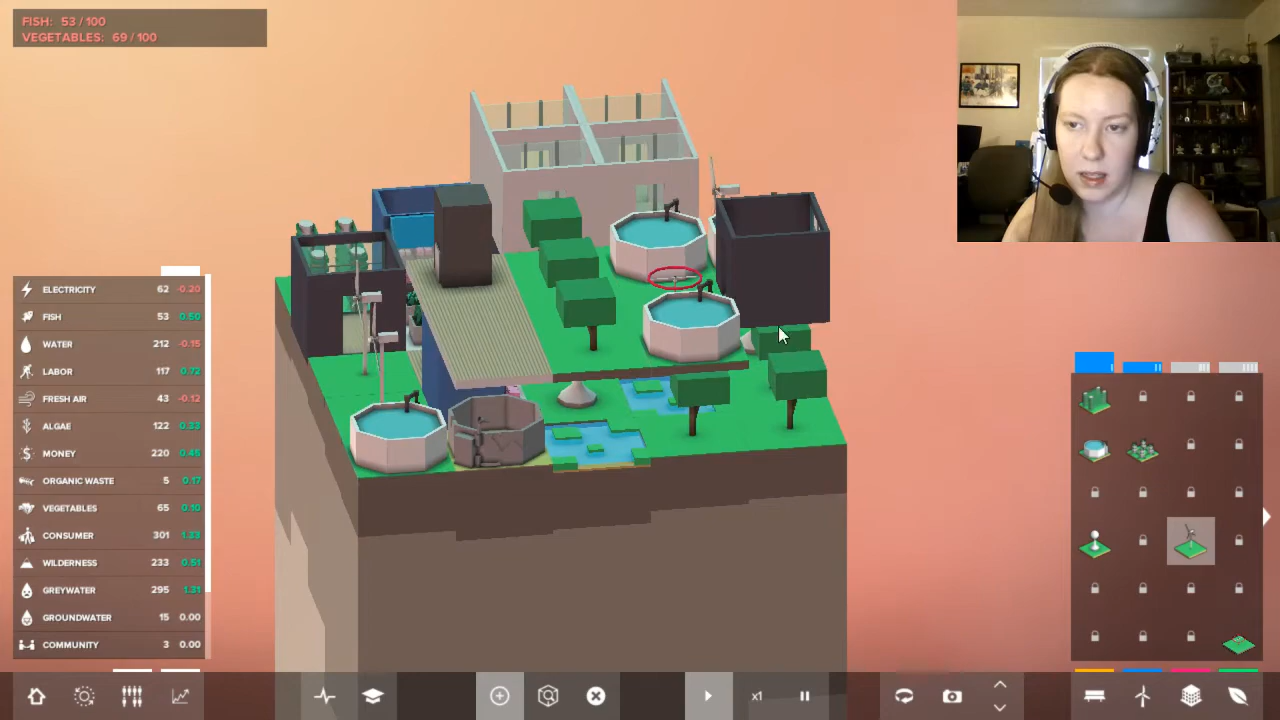 FISH: 53 / 100
VEGETABLES: 69 / 100
ELECTRICITY 62 -0.20
FISH 53 0.50
WATER 212 -0.15
LABOR 117 0.72
FRESH AIR 43 -0.12
ALGAE 122 0.33
MONEY 220 0.45
ORGANIC WASTE 5 0.17
VEGETABLES 65 0.10
CONSUMER 301 1.33
WILDERNESS 233 0.51
GREYWATER 295 1.31
GROUNDWATER 15 0.00
COMMUNITY 3 0.00
x1